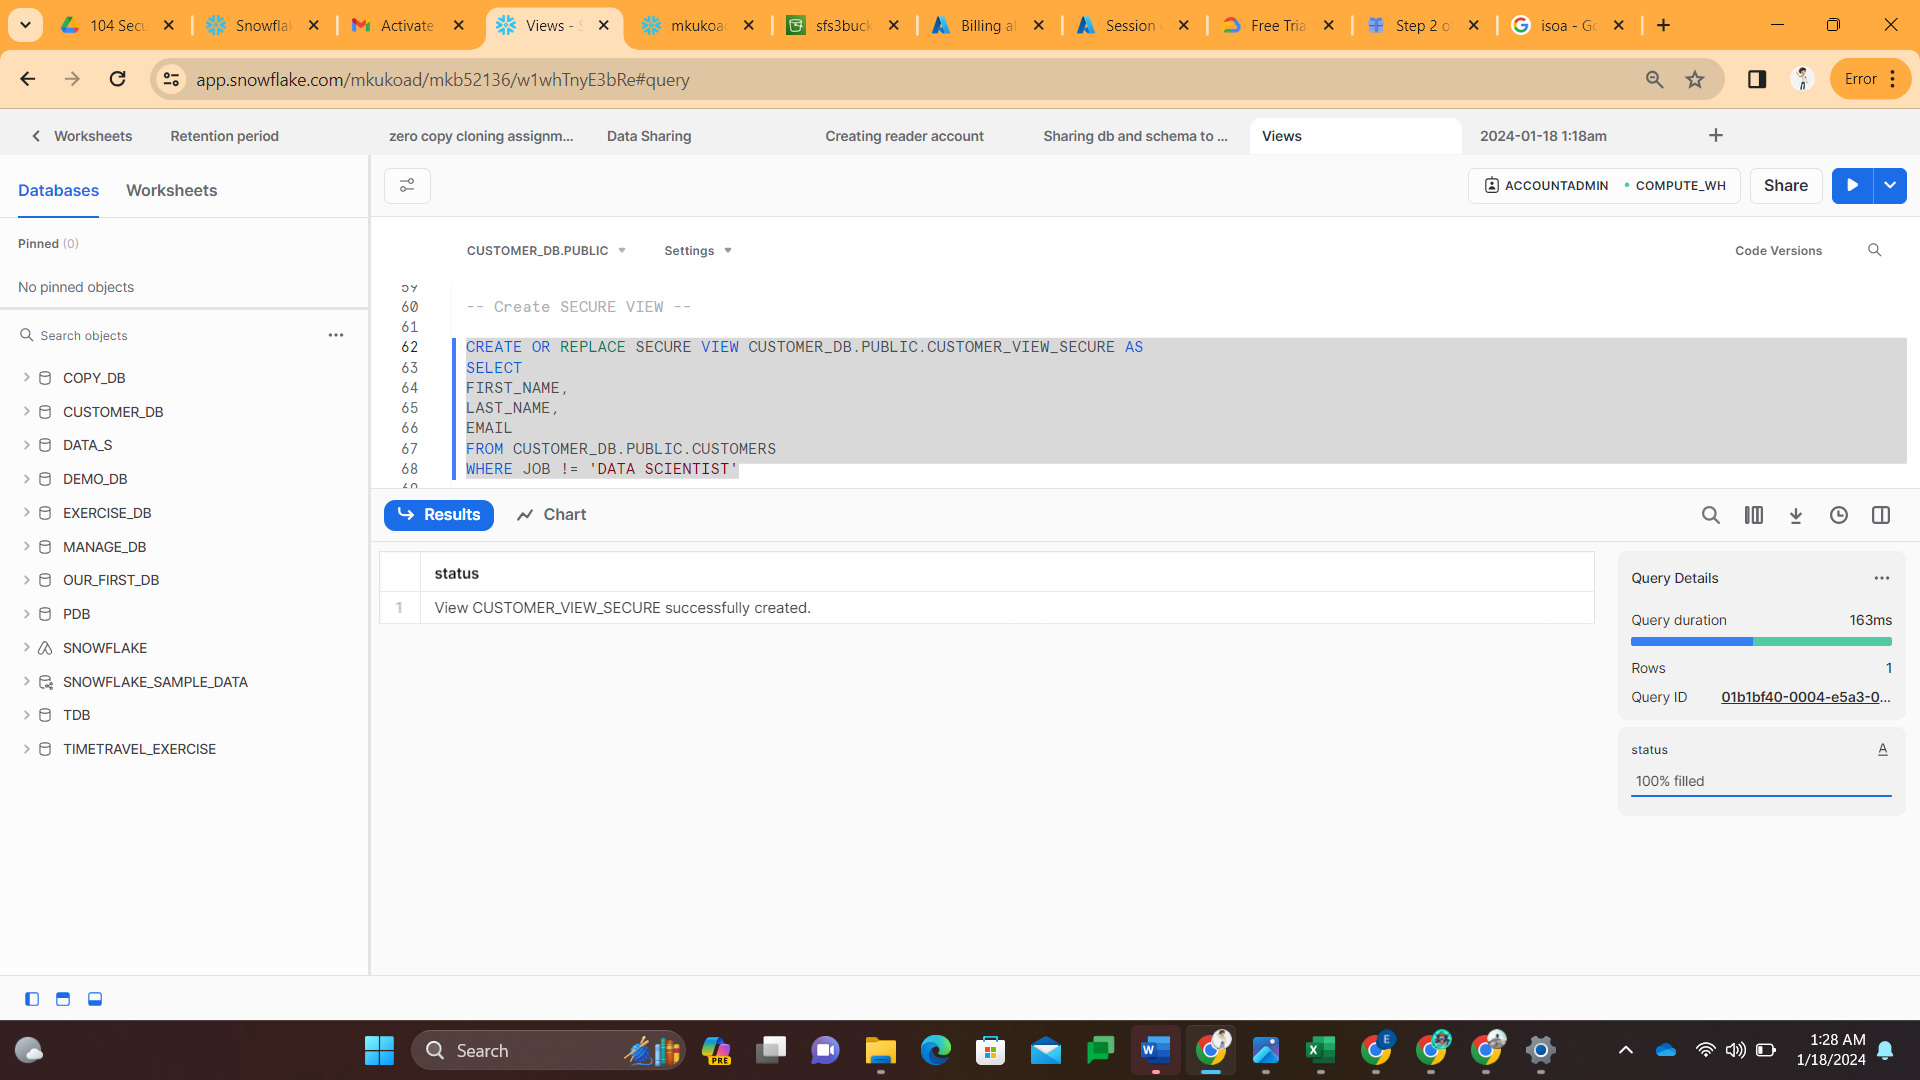 104 Secu
Snowflak
Activate
Views - S
mkukoad
sfs3buck
Billing al
Session
Free Tria
Step 2 o
isoa - Go
app.snowflake.com/mkukoad/mkb52136/w1whTnyE3bRe#query
Error
Worksheets
Retention period
zero copy cloning assignm...
Data Sharing
Creating reader account
Sharing db and schema to ...
Views
2024-01-18 1:18am
Databases
Worksheets
ACCOUNTADMIN
COMPUTE_WH
Share
Pinned (0)
No pinned objects
CUSTOMER_DB.PUBLIC
Settings
Code Versions
Search objects
COPY_DB
CUSTOMER_DB
DATA_S
DEMO_DB
EXERCISE_DB
MANAGE_DB
OUR_FIRST_DB
PDB
SNOWFLAKE
SNOWFLAKE_SAMPLE_DATA
TDB
TIMETRAVEL_EXERCISE
59
60 -- Create SECURE VIEW --
61
62 CREATE OR REPLACE SECURE VIEW CUSTOMER_DB.PUBLIC.CUSTOMER_VIEW_SECURE AS
63 SELECT
64 FIRST_NAME,
65 LAST_NAME,
66 EMAIL
67 FROM CUSTOMER_DB.PUBLIC.CUSTOMERS
68 WHERE JOB != 'DATA SCIENTIST'
69
Results
Chart
status
1 View CUSTOMER_VIEW_SECURE successfully created.
Query Details
Query duration 163ms
Rows 1
Query ID 01b1bf40-0004-e5a3-0...
status A
100% filled
Search
PRE
W
X
E
1:28 AM
1/18/2024